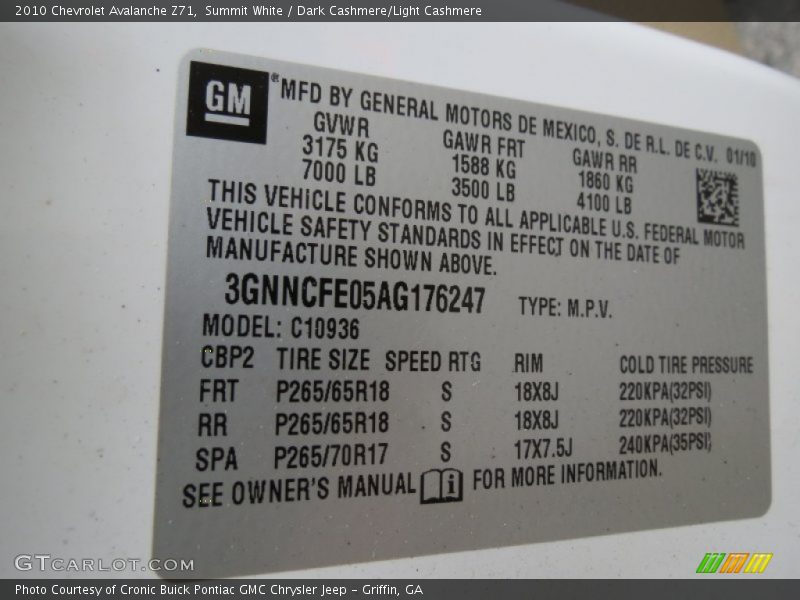 2010 Chevrolet Avalanche Z71, Summit White / Dark Cashmere/Light Cashmere
GM® MFD BY GENERAL MOTORS DE MEXICO, S. DE R.L. DE C.V. 01/10
GVWR GAWR FRT GAWR RR
3175 KG 1588 KG 1860 KG
7000 LB 3500 LB 4100 LB
THIS VEHICLE CONFORMS TO ALL APPLICABLE U.S. FEDERAL MOTOR
VEHICLE SAFETY STANDARDS IN EFFECT ON THE DATE OF
MANUFACTURE SHOWN ABOVE.
3GNNCFE05AG176247 TYPE: M.P.V.
MODEL: C10936
CBP2 TIRE SIZE SPEED RTG RIM COLD TIRE PRESSURE
FRT P265/65R18 S 18X8J 220KPA(32PSI)
RR P265/65R18 S 18X8J 220KPA(32PSI)
SPA P265/70R17 S 17X7.5J 240KPA(35PSI)
SEE OWNER'S MANUAL i FOR MORE INFORMATION.
GTCARLOT.COM
Photo Courtesy of Cronic Buick Pontiac GMC Chrysler Jeep - Griffin, GA